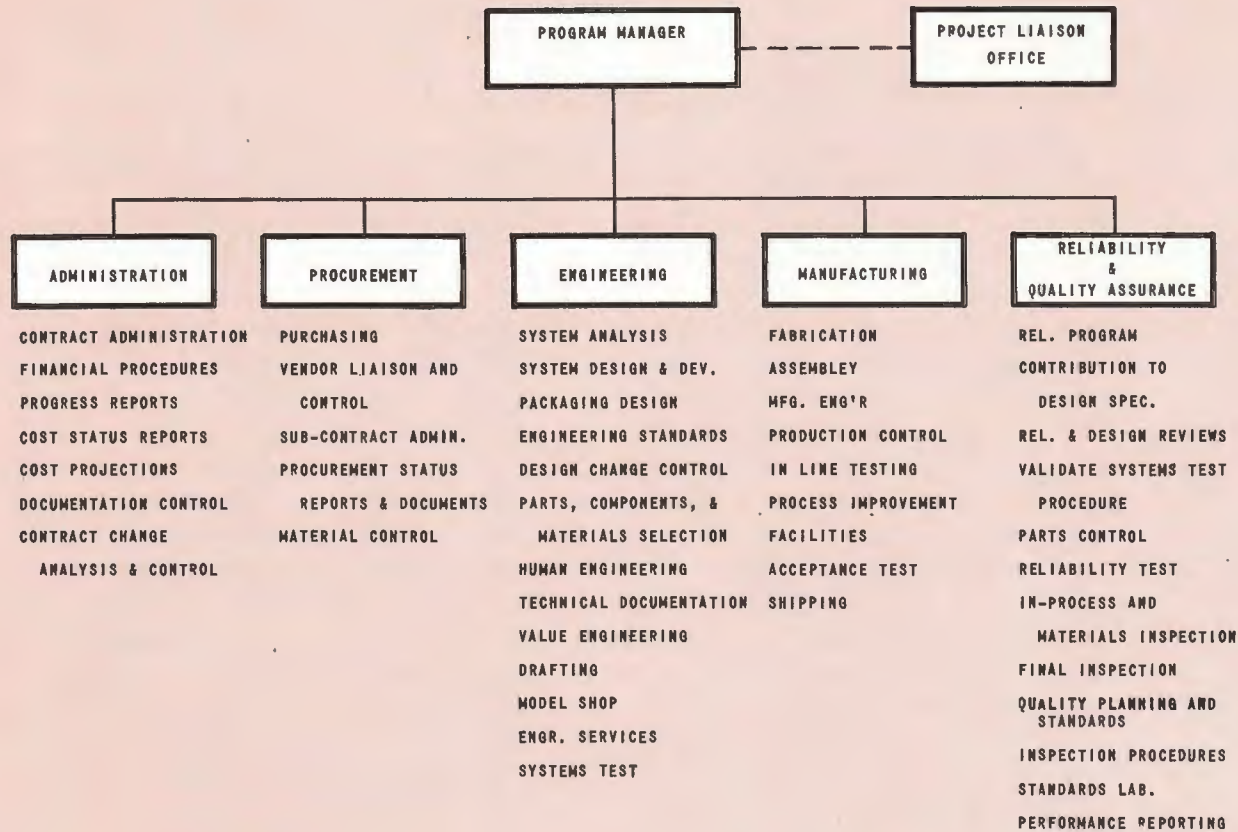 PROGRAM MANAGER
PROJECT LIAISON
OFFICE
ADMINISTRATION
CONTRACT ADMINISTRATION
FINANCIAL PROCEDURES
PROGRESS REPORTS
COST STATUS REPORTS
COST PROJECTIONS
DOCUMENTATION CONTROL
CONTRACT CHANGE
ANALYSIS & CONTROL
PROCUREMENT
PURCHASING
VENDOR LIAISON AND
CONTROL
SUB-CONTRACT ADMIN.
PROCUREMENT STATUS
REPORTS & DOCUMENTS
MATERIAL CONTROL
ENGINEERING
SYSTEM ANALYSIS
SYSTEM DESIGN & DEV.
PACKAGING DESIGN
ENGINEERING STANDARDS
DESIGN CHANGE CONTROL
PARTS, COMPONENTS, &
MATERIALS SELECTION
HUMAN ENGINEERING
TECHNICAL DOCUMENTATION
VALUE ENGINEERING
DRAFTING
MODEL SHOP
ENGR. SERVICES
SYSTEMS TEST
MANUFACTURING
FABRICATION
ASSEMBLEY
MFG. ENG'R
PRODUCTION CONTROL
IN LINE TESTING
PROCESS IMPROVEMENT
FACILITIES
ACCEPTANCE TEST
SHIPPING
RELIABILITY
&
QUALITY ASSURANCE
REL. PROGRAM
CONTRIBUTION TO
DESIGN SPEC.
REL. & DESIGN REVIEWS
VALIDATE SYSTEMS TEST
PROCEDURE
PARTS CONTROL
RELIABILITY TEST
IN-PROCESS AND
MATERIALS INSPECTION
FINAL INSPECTION
QUALITY PLANNING AND
STANDARDS
INSPECTION PROCEDURES
STANDARDS LAB.
PERFORMANCE REPORTING